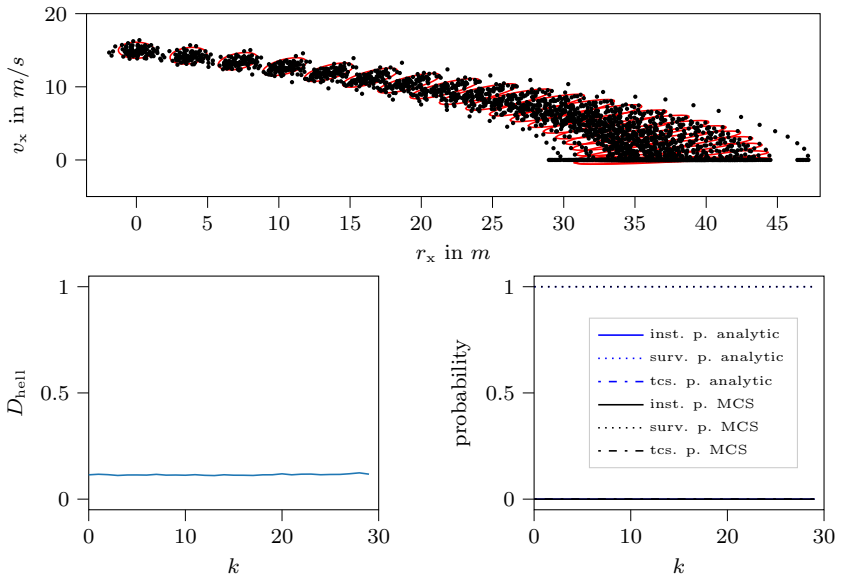 20
10
0
v_x in m/s
0 5 10 15 20 25 30 35 40 45
r_x in m
1
0.5
0
D_hell
0 10 20 30
k
1
0.5
0
probability
inst. p. analytic
surv. p. analytic
tcs. p. analytic
inst. p. MCS
surv. p. MCS
tcs. p. MCS
0 10 20 30
k